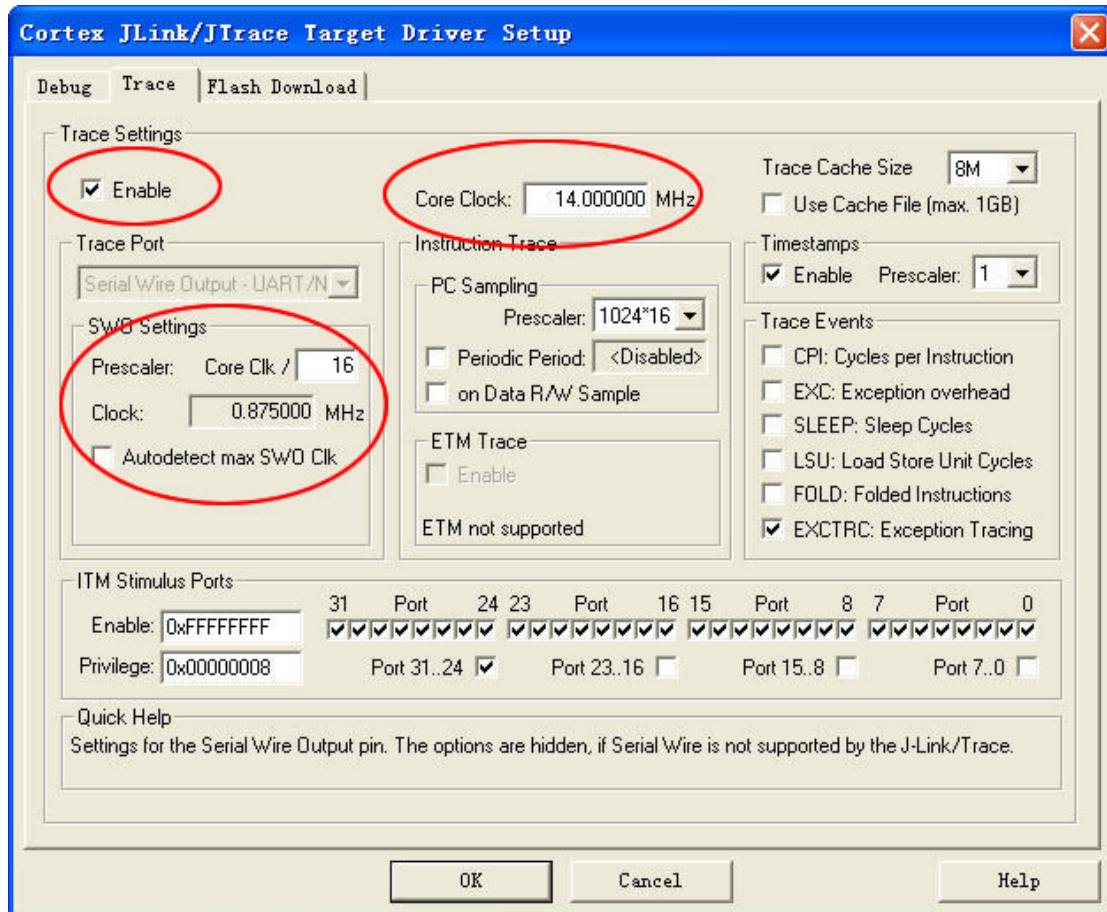 Cortex JLink/JTrace Target Driver Setup
Debug Trace Flash Download
Trace Settings
Enable
Core Clock: 14.000000 MHz
Trace Cache Size 8M
Use Cache File (max. 1GB)
Trace Port
Serial Wire Output - UART/N
SWO Settings
Prescaler: Core Clk / 16
Clock: 0.875000 MHz
Autodetect max SWO Clk
Instruction Trace
PC Sampling
Prescaler: 1024*16
Periodic Period: <Disabled>
on Data R/W Sample
ETM Trace
Enable
ETM not supported
Timestamps
Enable Prescaler: 1
Trace Events
CPI: Cycles per Instruction
EXC: Exception overhead
SLEEP: Sleep Cycles
LSU: Load Store Unit Cycles
FOLD: Folded Instructions
EXCTRC: Exception Tracing
ITM Stimulus Ports
31 Port 24 23 Port 16 15 Port 8 7 Port 0
Enable: 0xFFFFFFFF
Privilege: 0x00000008 Port 31..24 Port 23..16 Port 15..8 Port 7..0
Quick Help
Settings for the Serial Wire Output pin. The options are hidden, if Serial Wire is not supported by the J-Link/Trace.
OK Cancel Help